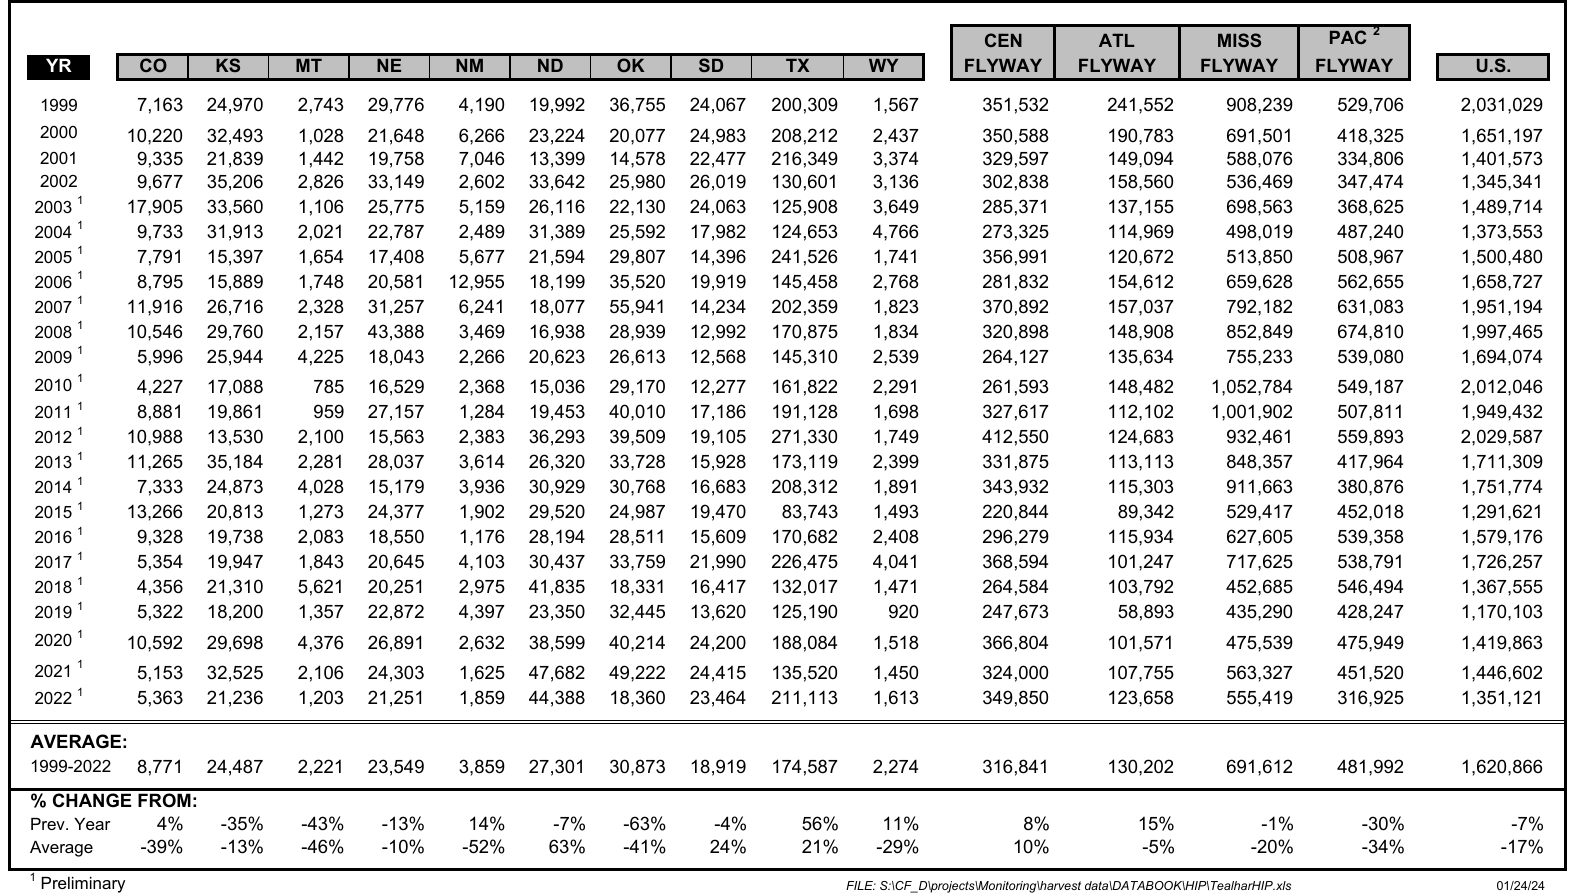 CEN ATL MISS PAC 2
YR CO KS MT NE NM ND OK SD TX WY FLYWAY FLYWAY FLYWAY FLYWAY U.S.
1999 7,163 24,970 2,743 29,776 4,190 19,992 36,755 24,067 200,309 1,567 351,532 241,552 908,239 529,706 2,031,029
2000 10,220 32,493 1,028 21,648 6,266 23,224 20,077 24,983 208,212 2,437 350,588 190,783 691,501 418,325 1,651,197
2001 9,335 21,839 1,442 19,758 7,046 13,399 14,578 22,477 216,349 3,374 329,597 149,094 588,076 334,806 1,401,573
2002 9,677 35,206 2,826 33,149 2,602 33,642 25,980 26,019 130,601 3,136 302,838 158,560 536,469 347,474 1,345,341
2003 1 17,905 33,560 1,106 25,775 5,159 26,116 22,130 24,063 125,908 3,649 285,371 137,155 698,563 368,625 1,489,714
2004 1 9,733 31,913 2,021 22,787 2,489 31,389 25,592 17,982 124,653 4,766 273,325 114,969 498,019 487,240 1,373,553
2005 1 7,791 15,397 1,654 17,408 5,677 21,594 29,807 14,396 241,526 1,741 356,991 120,672 513,850 508,967 1,500,480
2006 1 8,795 15,889 1,748 20,581 12,955 18,199 35,520 19,919 145,458 2,768 281,832 154,612 659,628 562,655 1,658,727
2007 1 11,916 26,716 2,328 31,257 6,241 18,077 55,941 14,234 202,359 1,823 370,892 157,037 792,182 631,083 1,951,194
2008 1 10,546 29,760 2,157 43,388 3,469 16,938 28,939 12,992 170,875 1,834 320,898 148,908 852,849 674,810 1,997,465
2009 1 5,996 25,944 4,225 18,043 2,266 20,623 26,613 12,568 145,310 2,539 264,127 135,634 755,233 539,080 1,694,074
2010 1 4,227 17,088 785 16,529 2,368 15,036 29,170 12,277 161,822 2,291 261,593 148,482 1,052,784 549,187 2,012,046
2011 1 8,881 19,861 959 27,157 1,284 19,453 40,010 17,186 191,128 1,698 327,617 112,102 1,001,902 507,811 1,949,432
2012 1 10,988 13,530 2,100 15,563 2,383 36,293 39,509 19,105 271,330 1,749 412,550 124,683 932,461 559,893 2,029,587
2013 1 11,265 35,184 2,281 28,037 3,614 26,320 33,728 15,928 173,119 2,399 331,875 113,113 848,357 417,964 1,711,309
2014 1 7,333 24,873 4,028 15,179 3,936 30,929 30,768 16,683 208,312 1,891 343,932 115,303 911,663 380,876 1,751,774
2015 1 13,266 20,813 1,273 24,377 1,902 29,520 24,987 19,470 83,743 1,493 220,844 89,342 529,417 452,018 1,291,621
2016 1 9,328 19,738 2,083 18,550 1,176 28,194 28,511 15,609 170,682 2,408 296,279 115,934 627,605 539,358 1,579,176
2017 1 5,354 19,947 1,843 20,645 4,103 30,437 33,759 21,990 226,475 4,041 368,594 101,247 717,625 538,791 1,726,257
2018 1 4,356 21,310 5,621 20,251 2,975 41,835 18,331 16,417 132,017 1,471 264,584 103,792 452,685 546,494 1,367,555
2019 1 5,322 18,200 1,357 22,872 4,397 23,350 32,445 13,620 125,190 920 247,673 58,893 435,290 428,247 1,170,103
2020 1 10,592 29,698 4,376 26,891 2,632 38,599 40,214 24,200 188,084 1,518 366,804 101,571 475,539 475,949 1,419,863
2021 1 5,153 32,525 2,106 24,303 1,625 47,682 49,222 24,415 135,520 1,450 324,000 107,755 563,327 451,520 1,446,602
2022 1 5,363 21,236 1,203 21,251 1,859 44,388 18,360 23,464 211,113 1,613 349,850 123,658 555,419 316,925 1,351,121
AVERAGE:
1999-2022 8,771 24,487 2,221 23,549 3,859 27,301 30,873 18,919 174,587 2,274 316,841 130,202 691,612 481,992 1,620,866
% CHANGE FROM:
Prev. Year 4% -35% -43% -13% 14% -7% -63% -4% 56% 11% 8% 15% -1% -30% -7%
Average -39% -13% -46% -10% -52% 63% -41% 24% 21% -29% 10% -5% -20% -34% -17%
1 Preliminary FILE: S:\CF_D\projects\Monitoring\harvest data\DATABOOK\HIP\TealharHIP.xls 01/24/24